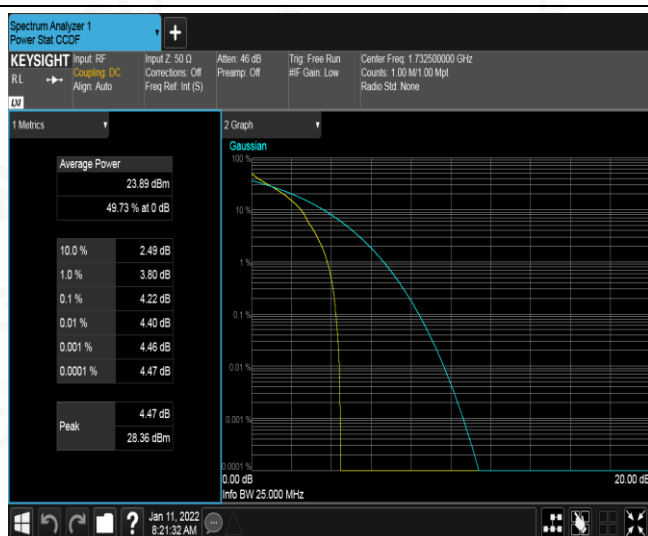 Spectrum Analyzer 1
Power Stat CCDF
+
KEYSIGHT
RL
LXI
Input: RF
Coupling: DC
Align: Auto
Input Z: 50 Ω
Corrections: Off
Freq Ref: Int (S)
Atten: 46 dB
Preamp: Off
Trig: Free Run
#IF Gain: Low
Center Freq: 1.732500000 GHz
Counts: 1.00 M/1.00 Mpt
Radio Std: None
1 Metrics
Average Power
23.89 dBm
49.73 % at 0 dB
10.0 % 2.49 dB
1.0 % 3.80 dB
0.1 % 4.22 dB
0.01 % 4.40 dB
0.001 % 4.46 dB
0.0001 % 4.47 dB
Peak
4.47 dB
28.36 dBm
2 Graph
Gaussian
100 %
10 %
1 %
0.1 %
0.01 %
0.001 %
0.0001 %
0.00 dB
20.00 dB
Info BW 25.000 MHz
?
Jan 11, 2022
8:21:32 AM